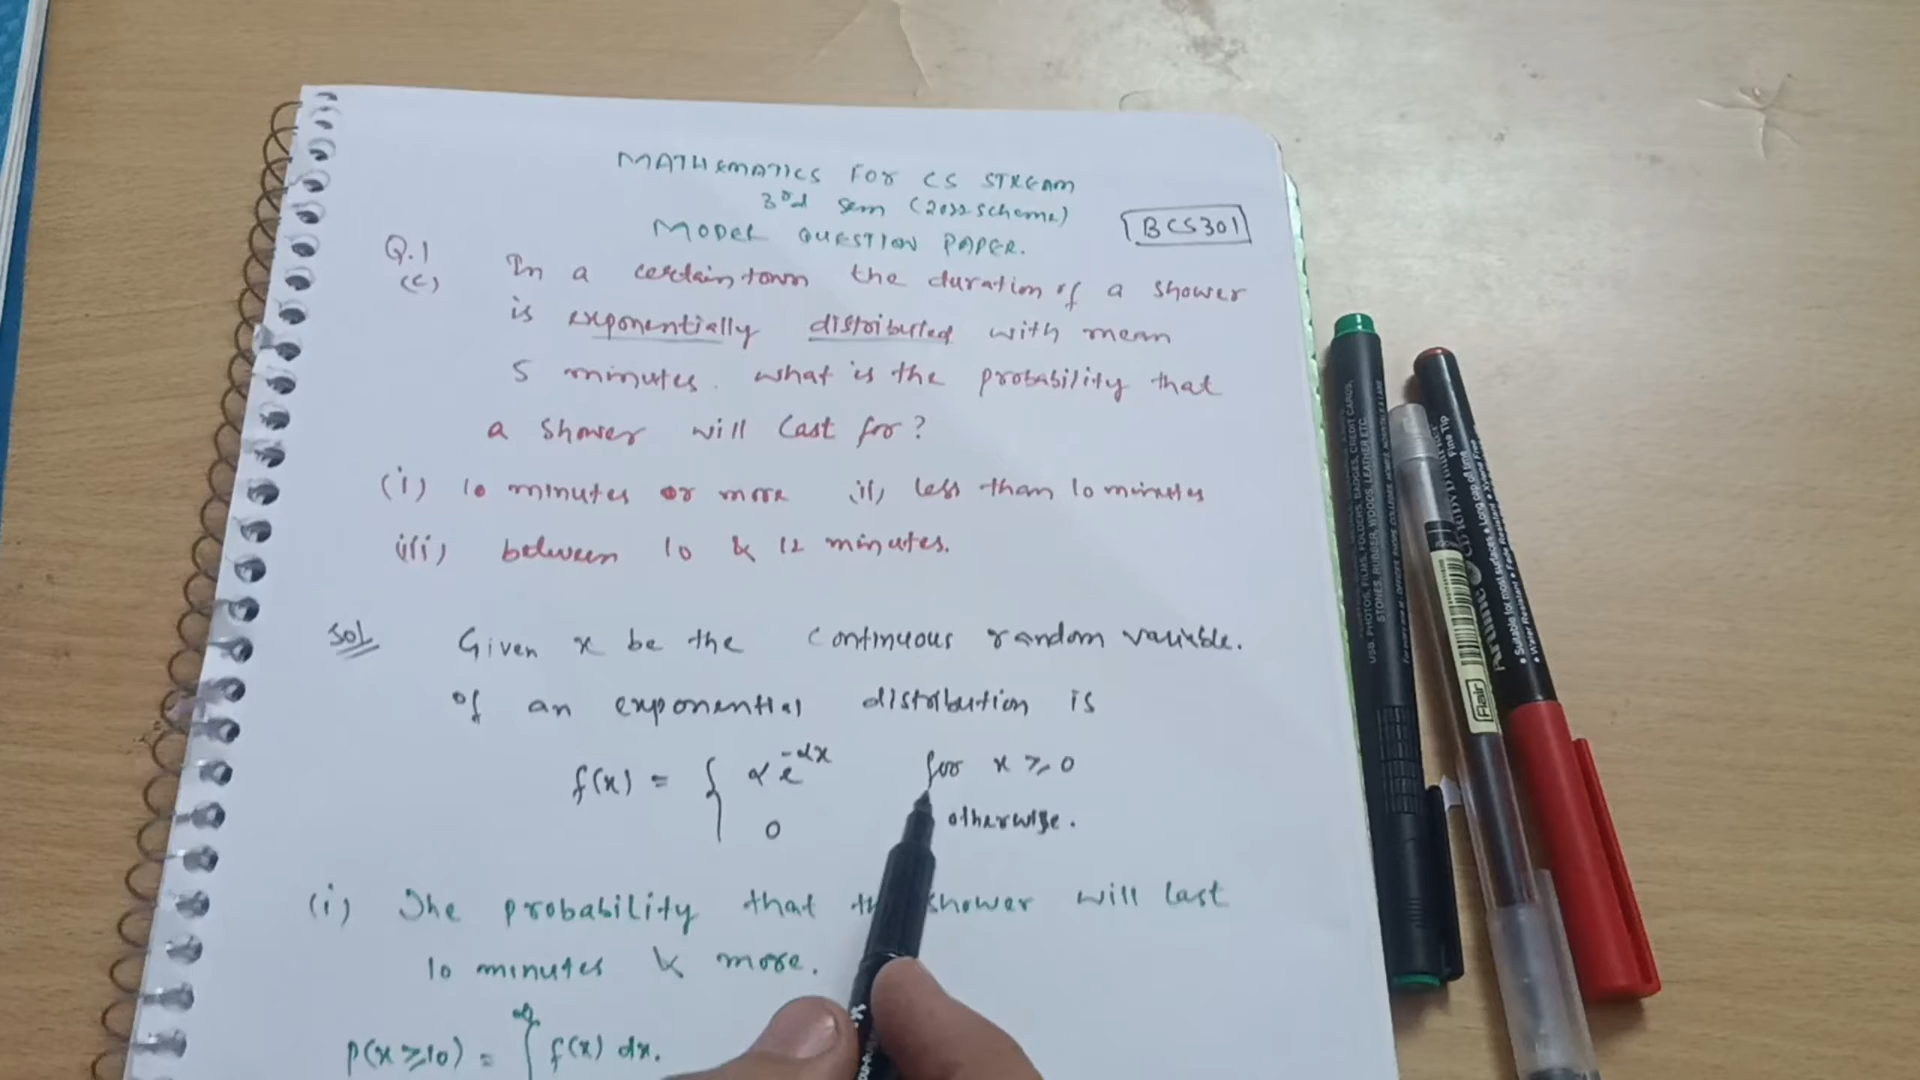 MATHEMATICS FOR CS STREAM
3rd Sem (2022 Scheme)
MODEL QUESTION PAPER.
BCS301
Q.1
(c)
In a certain town the duration of a shower
is exponentially distributed with mean
5 minutes. what is the probability that
a shower will last for?
(i) 10 minutes or more ii) less than 10 minutes
iii) between 10 & 12 minutes.
Sol
Given x be the continuous random variable.
of an exponential distribution is
f(x) = { αe^-αx for x ≥ 0
0 otherwise.
(i) The probability that the shower will last
10 minutes & more.
P(x ≥ 10) = ∫^∞ f(x) dx.
Flair
Fine Tip